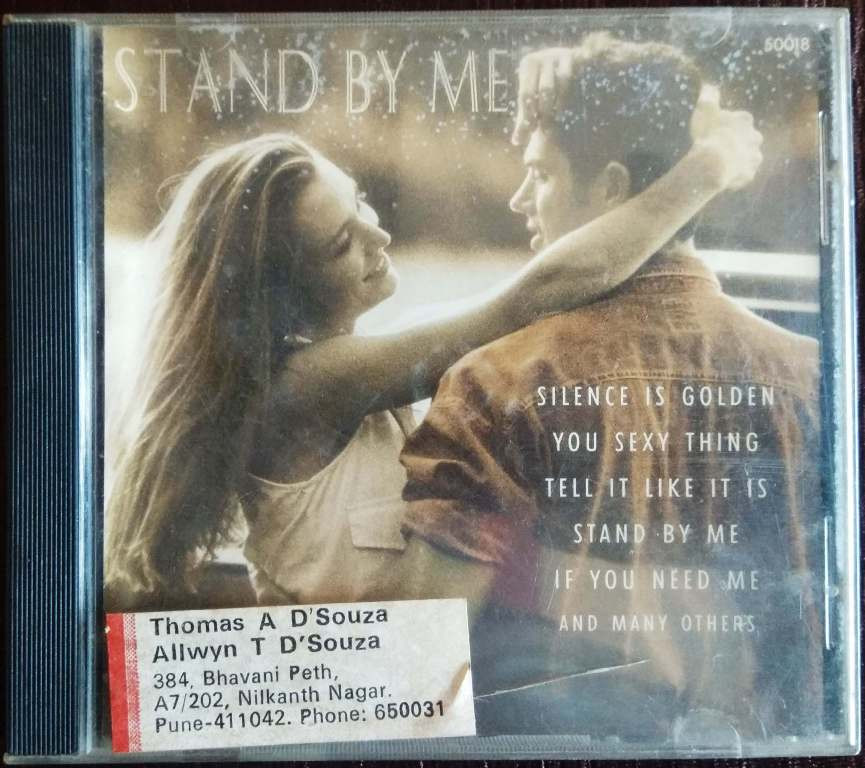 STAND BY ME
50018
SILENCE IS GOLDEN
YOU SEXY THING
TELL IT LIKE IT IS
STAND BY ME
IF YOU NEED ME
AND MANY OTHERS
Thomas A D'Souza
Allwyn T D'Souza
384, Bhavani Peth,
A7/202, Nilkanth Nagar.
Pune-411042. Phone: 650031